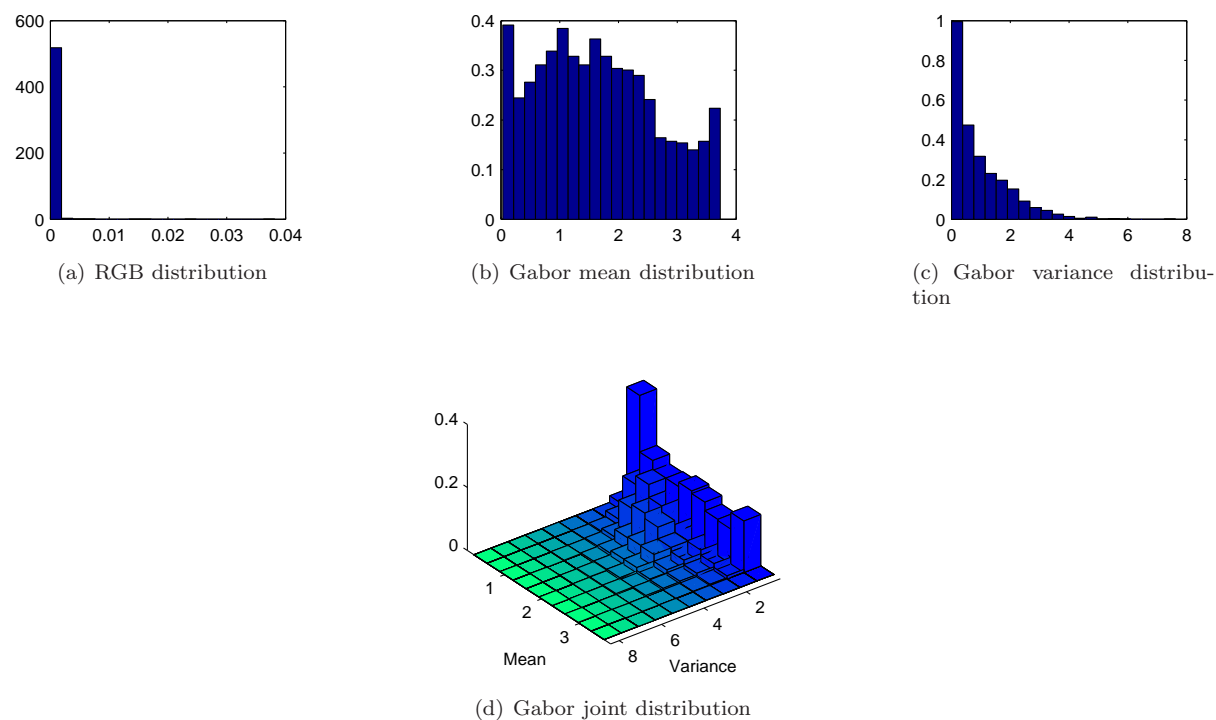 600
400
200
0
0 0.01 0.02 0.03 0.04
(a) RGB distribution
0.4
0.3
0.2
0.1
0
0 1 2 3 4
(b) Gabor mean distribution
1
0.8
0.6
0.4
0.2
0
0 2 4 6 8
(c) Gabor variance distribu-
tion
0.4
0.2
0
1
2
3
Mean
8
6
4
2
Variance
(d) Gabor joint distribution